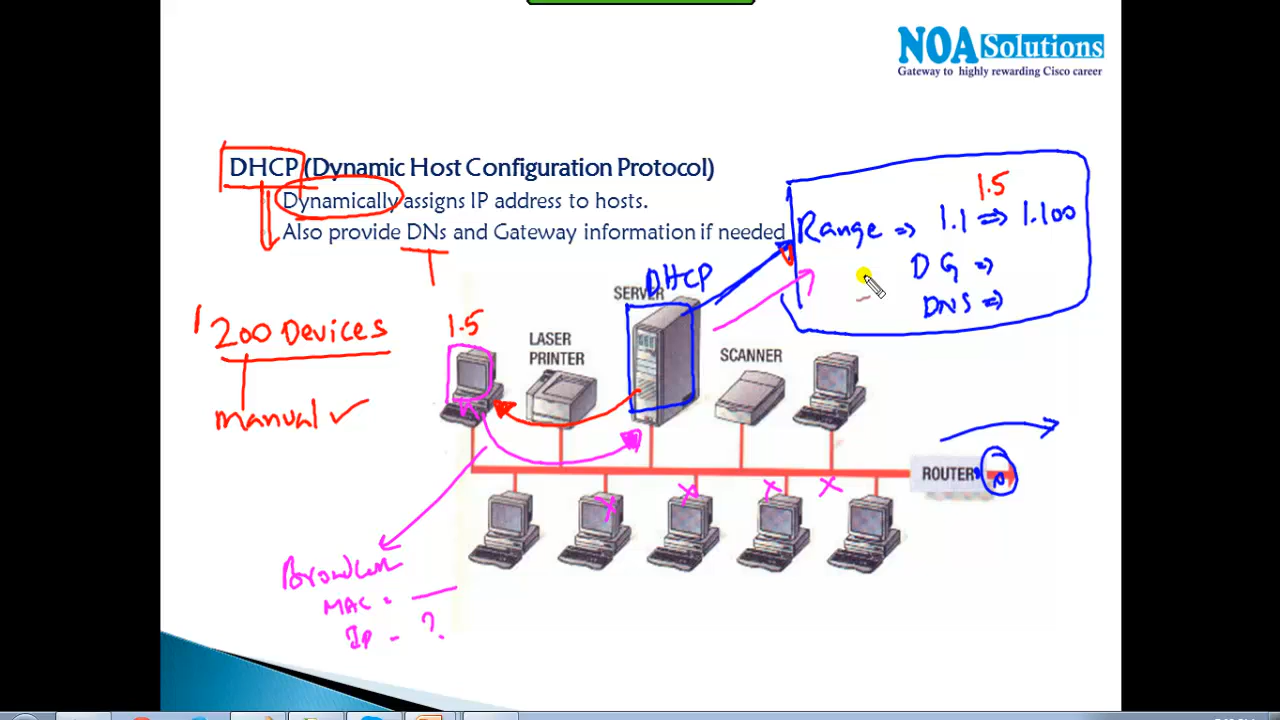 NOA Solutions
Gateway to highly rewarding Cisco career
DHCP (Dynamic Host Configuration Protocol)
Dynamically assigns IP address to hosts.
Also provide DNs and Gateway information if needed
1.5
Range ⇒ 1.1 ⇒ 1.100
DG ⇒
DNS ⇒
DHCP
SERVER
200 Devices
manual ✓
1.5
LASER
PRINTER
SCANNER
ROUTER
MAC -
IP - ?